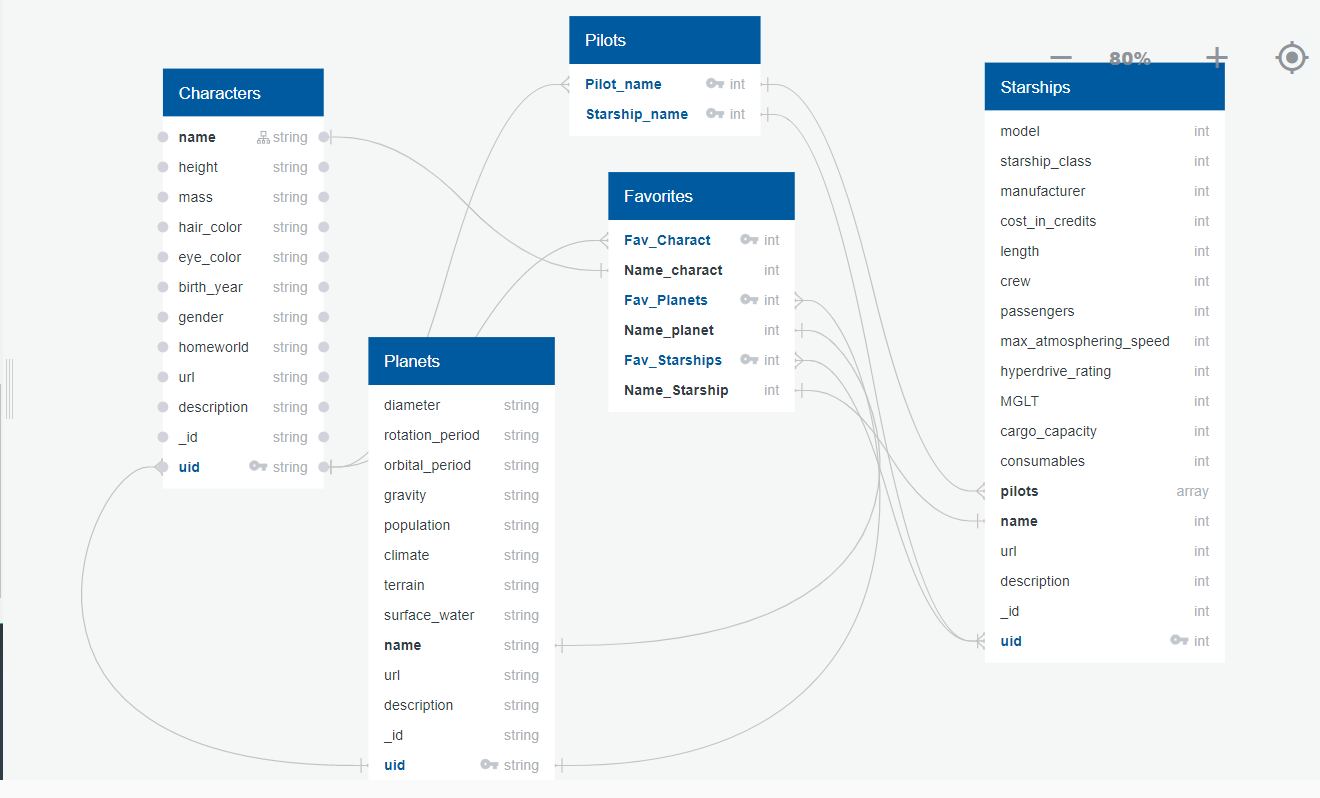 Characters
name string
height string
mass string
hair_color string
eye_color string
birth_year string
gender string
homeworld string
url string
description string
_id string
uid string
Planets
diameter string
rotation_period string
orbital_period string
gravity string
population string
climate string
terrain string
surface_water string
name string
url string
description string
_id string
uid string
Pilots
Pilot_name int
Starship_name int
Favorites
Fav_Charact int
Name_charact int
Fav_Planets int
Name_planet int
Fav_Starships int
Name_Starship int
80%
Starships
model int
starship_class int
manufacturer int
cost_in_credits int
length int
crew int
passengers int
max_atmosphering_speed int
hyperdrive_rating int
MGLT int
cargo_capacity int
consumables int
pilots array
name int
url int
description int
_id int
uid int